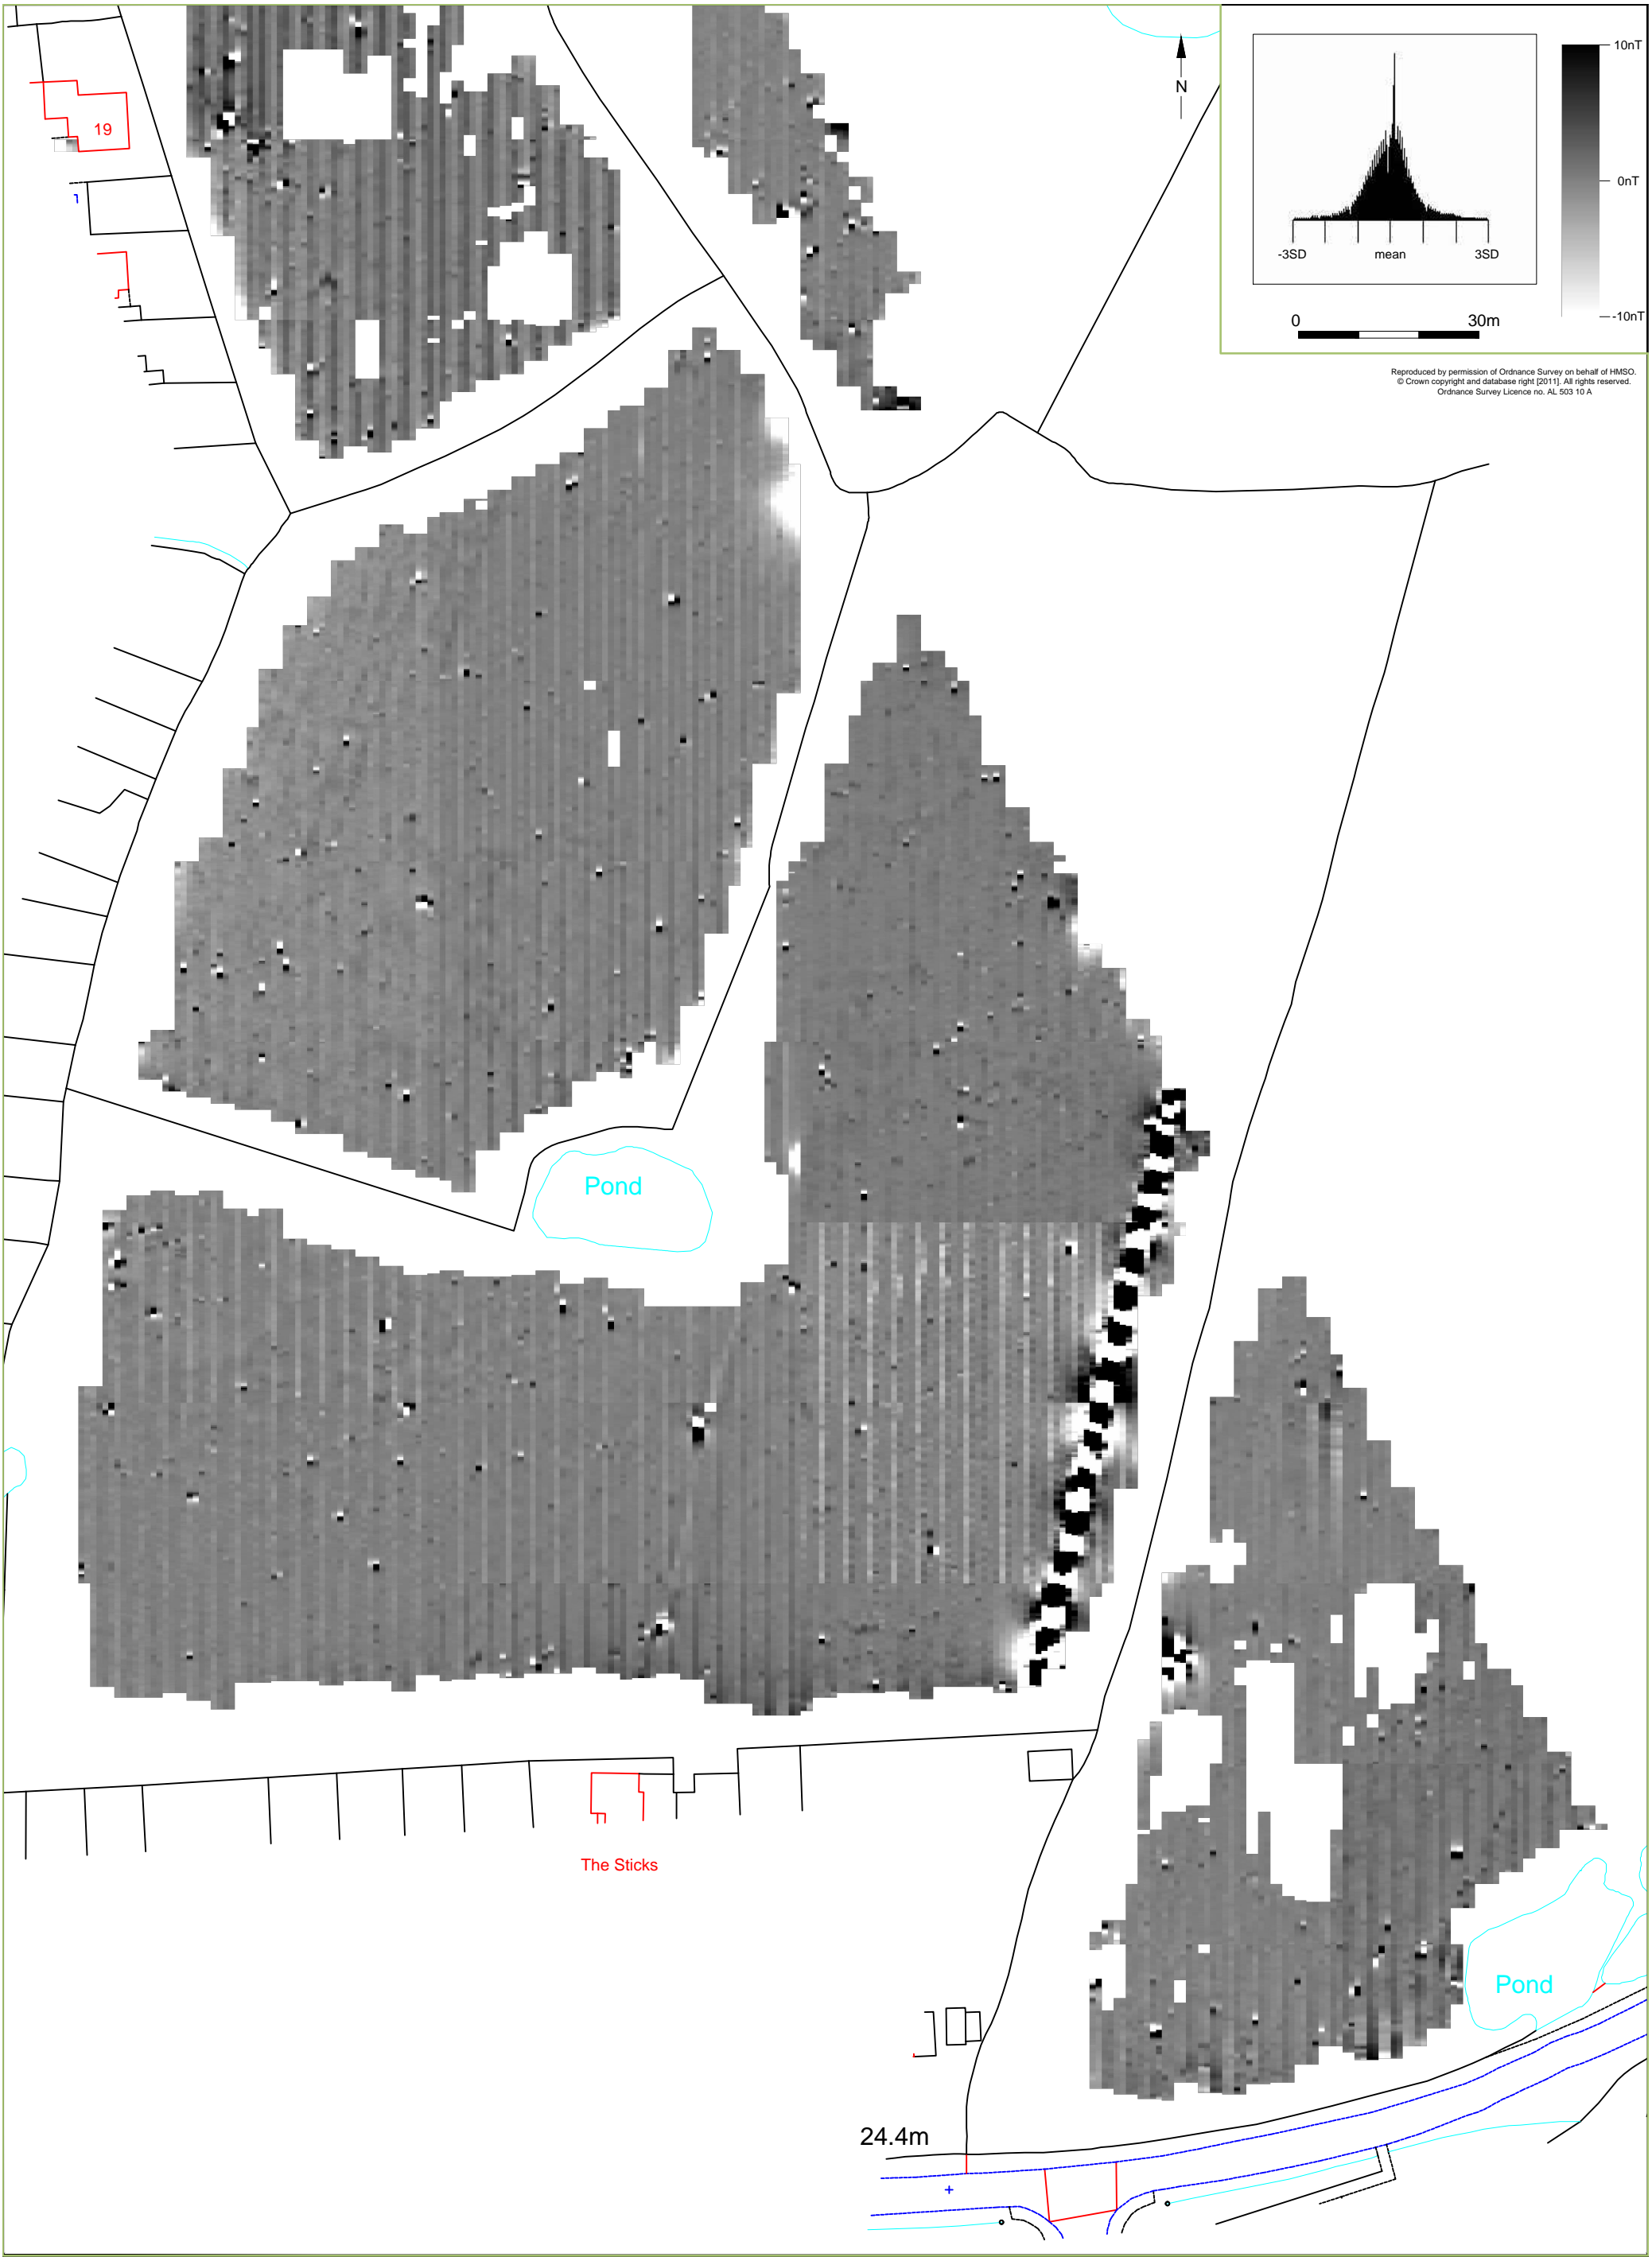 10nT
N
19
0nT
-3SD mean 3SD
0 30m
-10nT
Reproduced by permission of Ordnance Survey on behalf of HMSO.
© Crown copyright and database right [2011]. All rights reserved.
Ordnance Survey Licence no. AL 503 10 A
Pond
The Sticks
Pond
24.4m